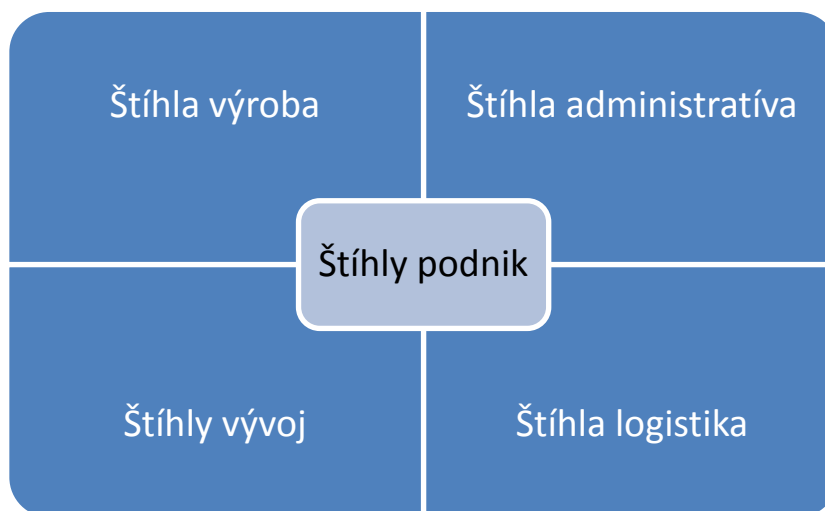 Štíhla výroba
Štíhla administratíva
Štíhly podnik
Štíhly vývoj
Štíhla logistika